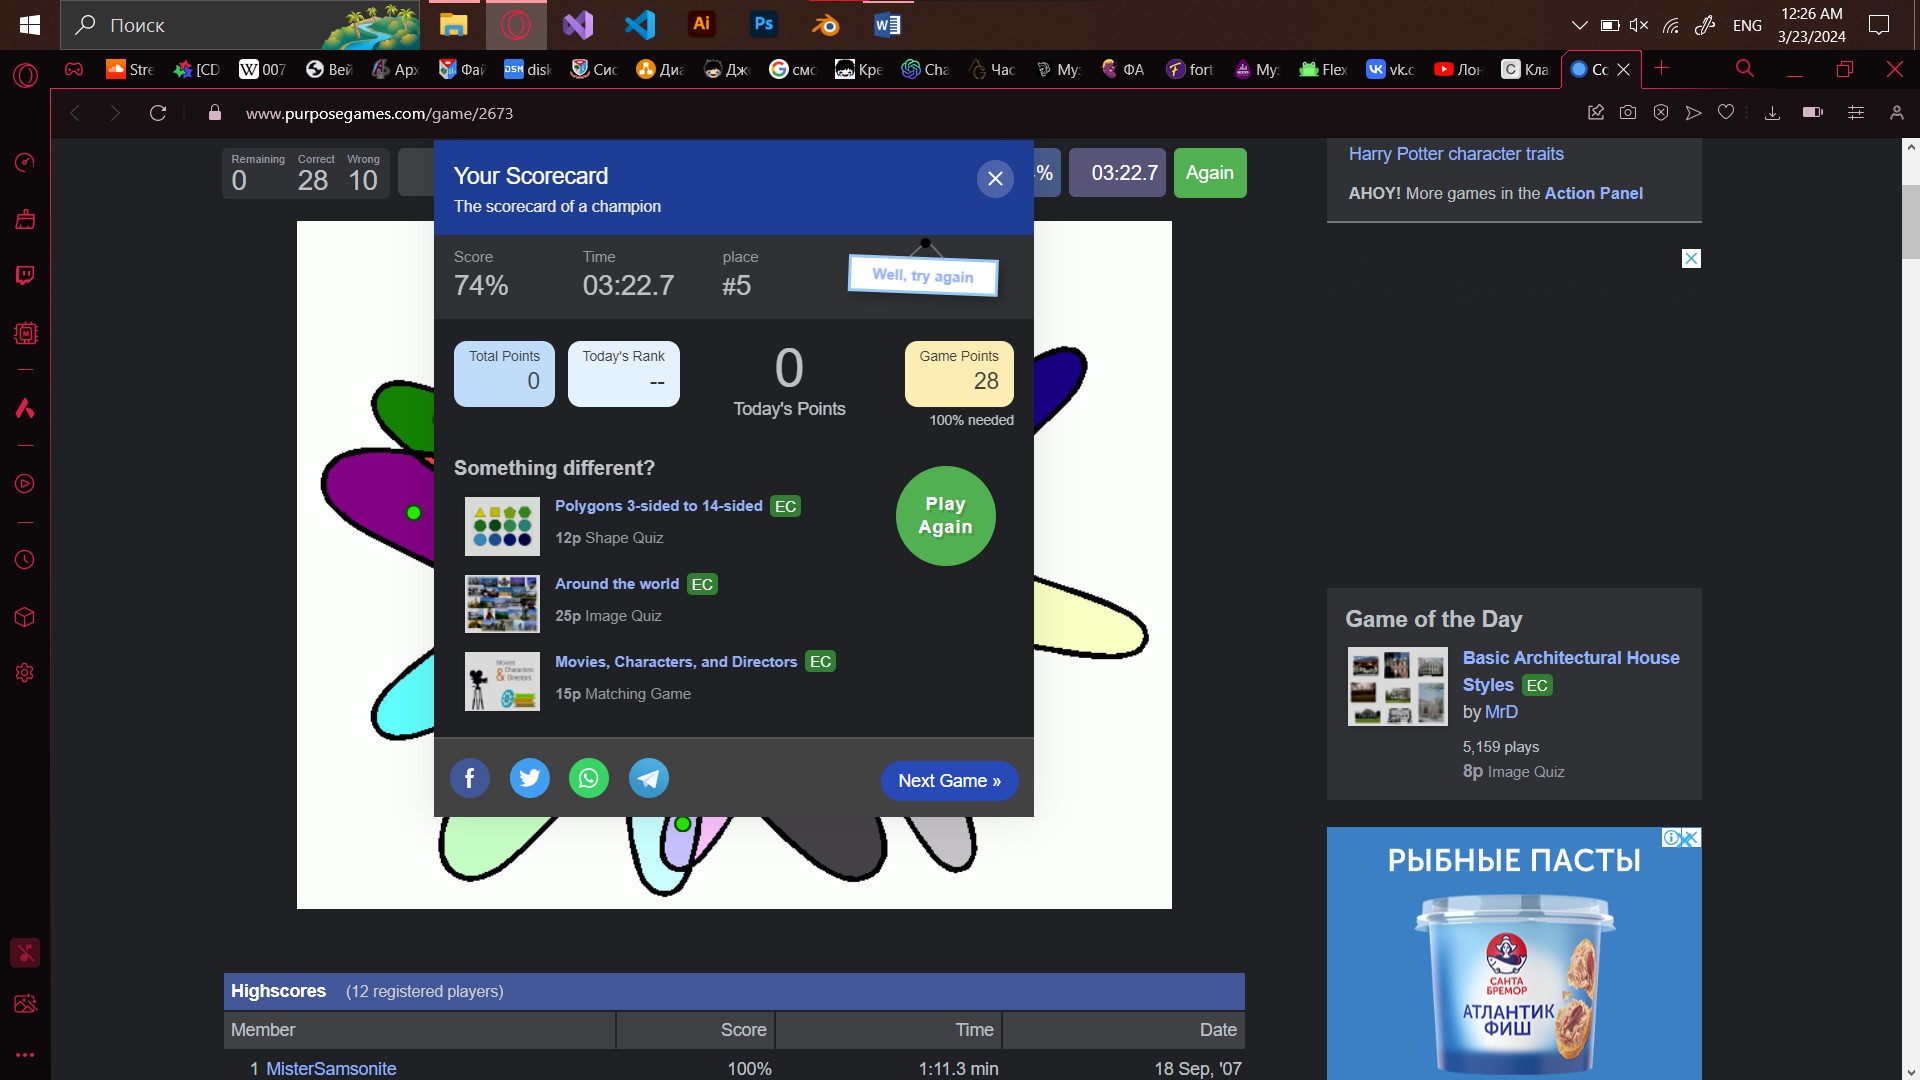 Поиск
ENG
12:26 AM
3/23/2024
Stre
[CD
007
Вей
Арх
Фай
disk
Сис
Диа
Дж
смо
Кре
Cha
Час
Муз
ФА
fort
Му:
Flex
vk.c
Лон
Кла
Cc
www.purposegames.com/game/2673
Remaining Correct Wrong
0 28 10
%
03:22.7
Again
Your Scorecard
The scorecard of a champion
Score Time place
74% 03:22.7 #5
Well, try again
Total Points
0
Today's Rank
--
0
Today's Points
Game Points
28
100% needed
Something different?
Polygons 3-sided to 14-sided EC
12p Shape Quiz
Around the world EC
25p Image Quiz
Movies, Characters, and Directors EC
15p Matching Game
Play
Again
Next Game »
Harry Potter character traits
AHOY! More games in the Action Panel
Game of the Day
Basic Architectural House
Styles EC
by MrD
5,159 plays
8p Image Quiz
РЫБНЫЕ ПАСТЫ
САНТА
БРЕМОР
АТЛАНТИК
ФИШ
Highscores (12 registered players)
Member Score Time Date
1 MisterSamsonite 100% 1:11.3 min 18 Sep, '07